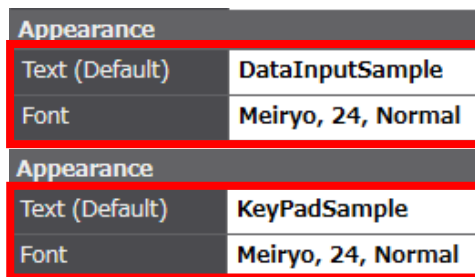 Appearance
Text (Default) DataInputSample
Font Meiryo, 24, Normal
Appearance
Text (Default) KeyPadSample
Font Meiryo, 24, Normal